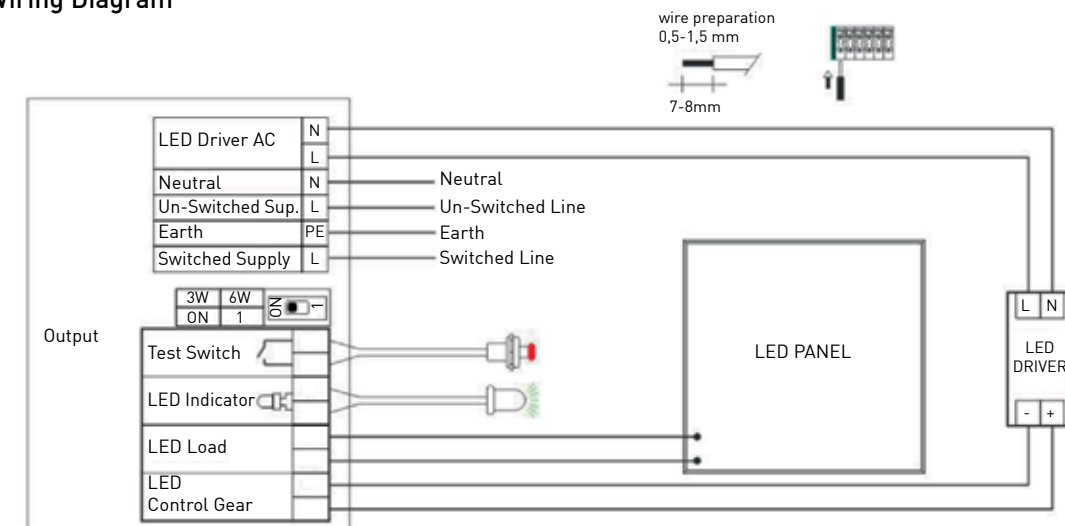 Wiring Diagram
wire preparation
0,5-1,5 mm
7-8mm
LED Driver AC N
L
Neutral N Neutral
Un-Switched Sup. L Un-Switched Line
Earth PE Earth
Switched Supply L Switched Line
3W 6W
ON 1
ON 1
Output
Test Switch
LED Indicator
LED Load
LED
Control Gear
LED PANEL
L N
LED
DRIVER
- +